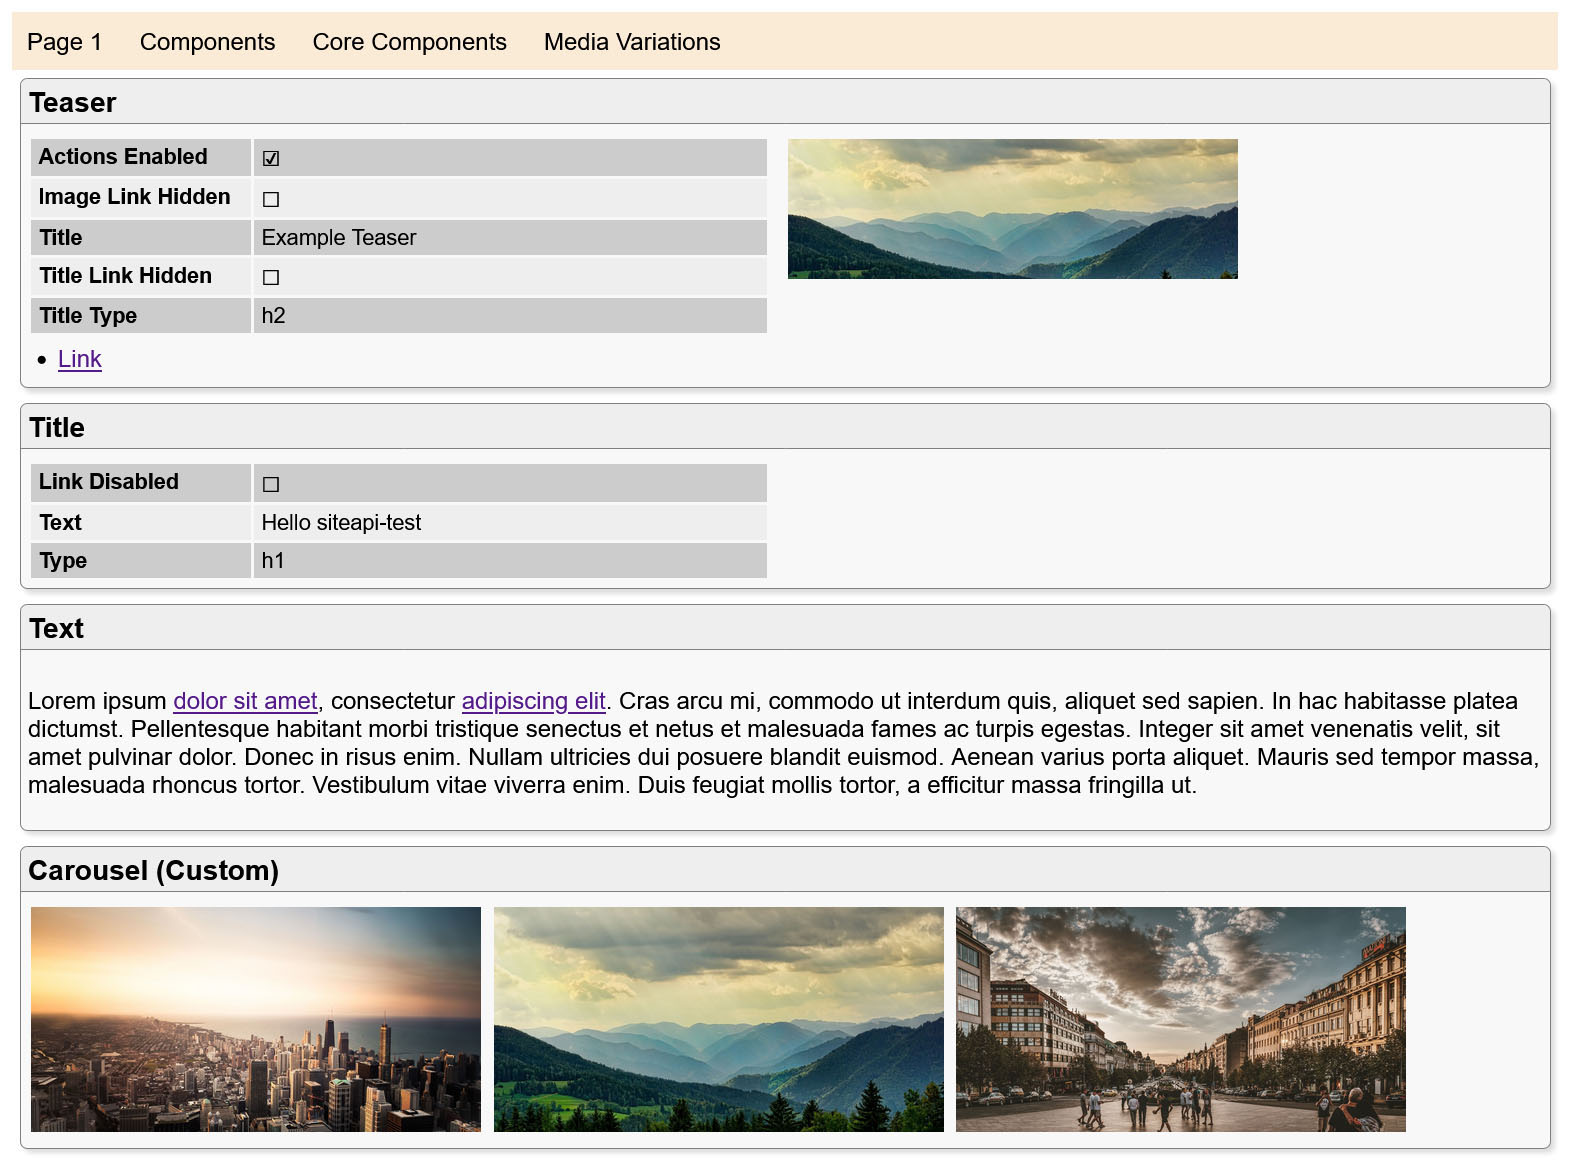 Page 1 Components Core Components Media Variations
Teaser
Actions Enabled ☑
Image Link Hidden ☐
Title Example Teaser
Title Link Hidden ☐
Title Type h2
• Link
Title
Link Disabled ☐
Text Hello siteapi-test
Type h1
Text
Lorem ipsum dolor sit amet, consectetur adipiscing elit. Cras arcu mi, commodo ut interdum quis, aliquet sed sapien. In hac habitasse platea
dictumst. Pellentesque habitant morbi tristique senectus et netus et malesuada fames ac turpis egestas. Integer sit amet venenatis velit, sit
amet pulvinar dolor. Donec in risus enim. Nullam ultricies dui posuere blandit euismod. Aenean varius porta aliquet. Mauris sed tempor massa,
malesuada rhoncus tortor. Vestibulum vitae viverra enim. Duis feugiat mollis tortor, a efficitur massa fringilla ut.
Carousel (Custom)